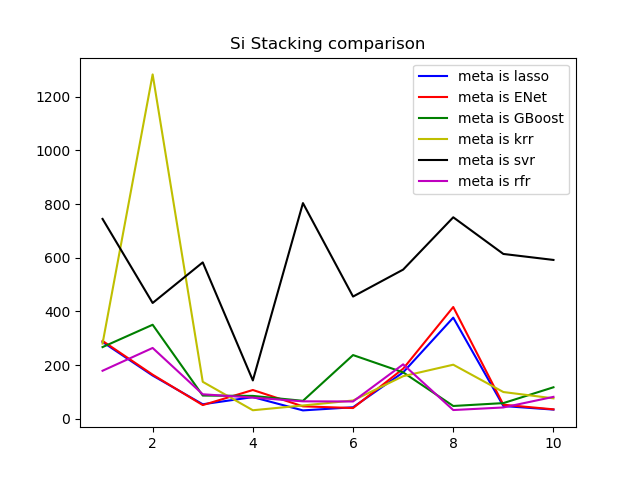 Si Stacking comparison
1200
1000
800
600
400
200
0
2
4
6
8
10
meta is lasso
meta is ENet
meta is GBoost
meta is krr
meta is svr
meta is rfr